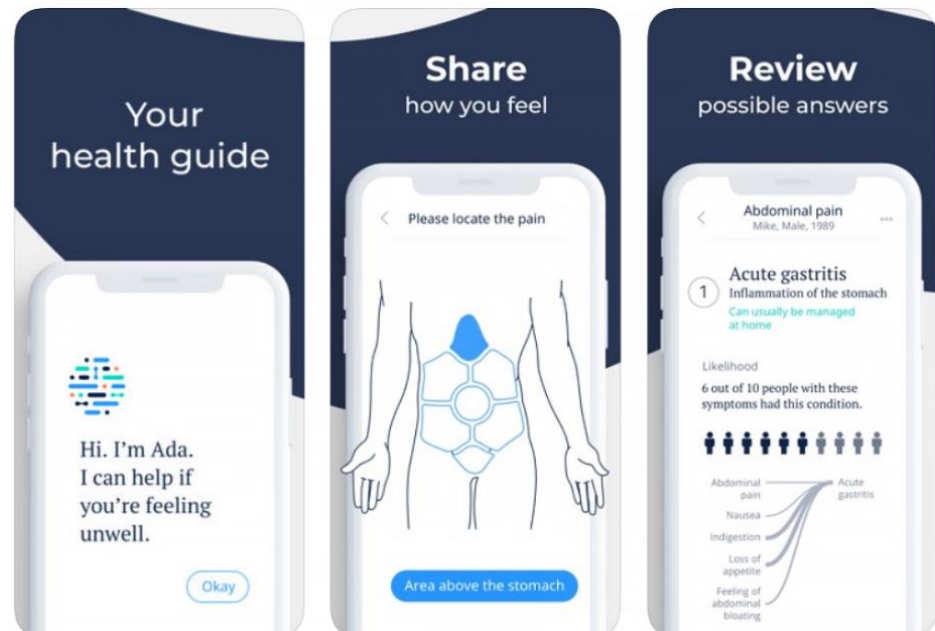 Your
health guide
Hi. I'm Ada.
I can help if
you're feeling
unwell.
Okay
Share
how you feel
Please locate the pain
Area above the stomach
Review
possible answers
Abdominal pain
Mike, Male, 1989
1
Acute gastritis
Inflammation of the stomach
Can usually be managed
at home
Likelihood
6 out of 10 people with these
symptoms had this condition.
Abdominal
pain
Acute
gastritis
Nausea
Indigestion
Loss of
appetite
Feeling of
abdominal
bloating